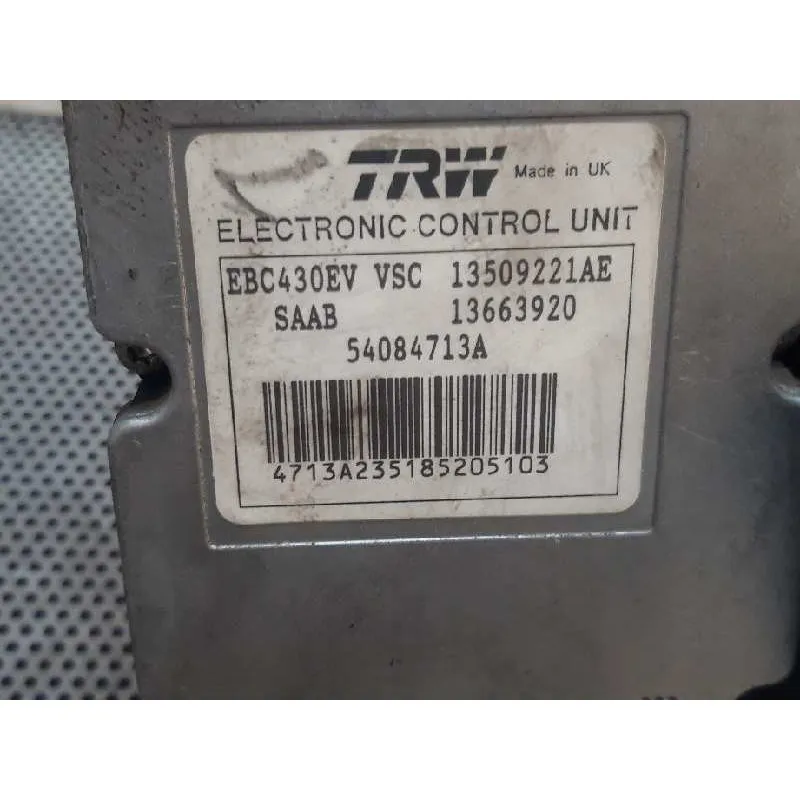 TRW Made in UK
ELECTRONIC CONTROL UNIT
EBC430EV VSC 13509221AE
SAAB 13663920
54084713A
4713A235185205103